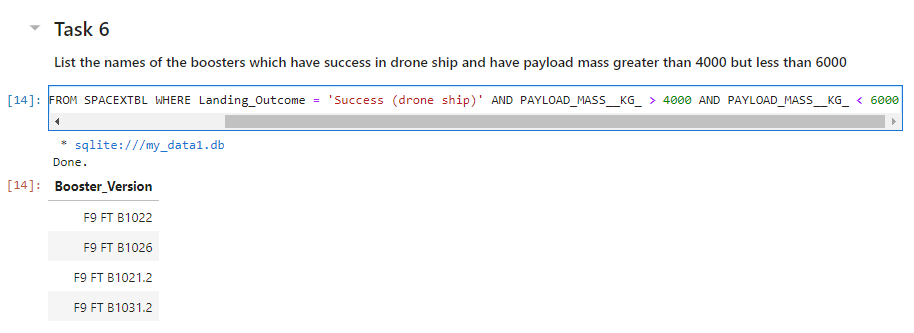 Task 6
List the names of the boosters which have success in drone ship and have payload mass greater than 4000 but less than 6000
[14]: FROM SPACEXTBL WHERE Landing_Outcome = 'Success (drone ship)' AND PAYLOAD_MASS__KG_ > 4000 AND PAYLOAD_MASS__KG_ < 6000
* sqlite:///my_data1.db
Done.
[14]: Booster_Version
F9 FT B1022
F9 FT B1026
F9 FT B1021.2
F9 FT B1031.2